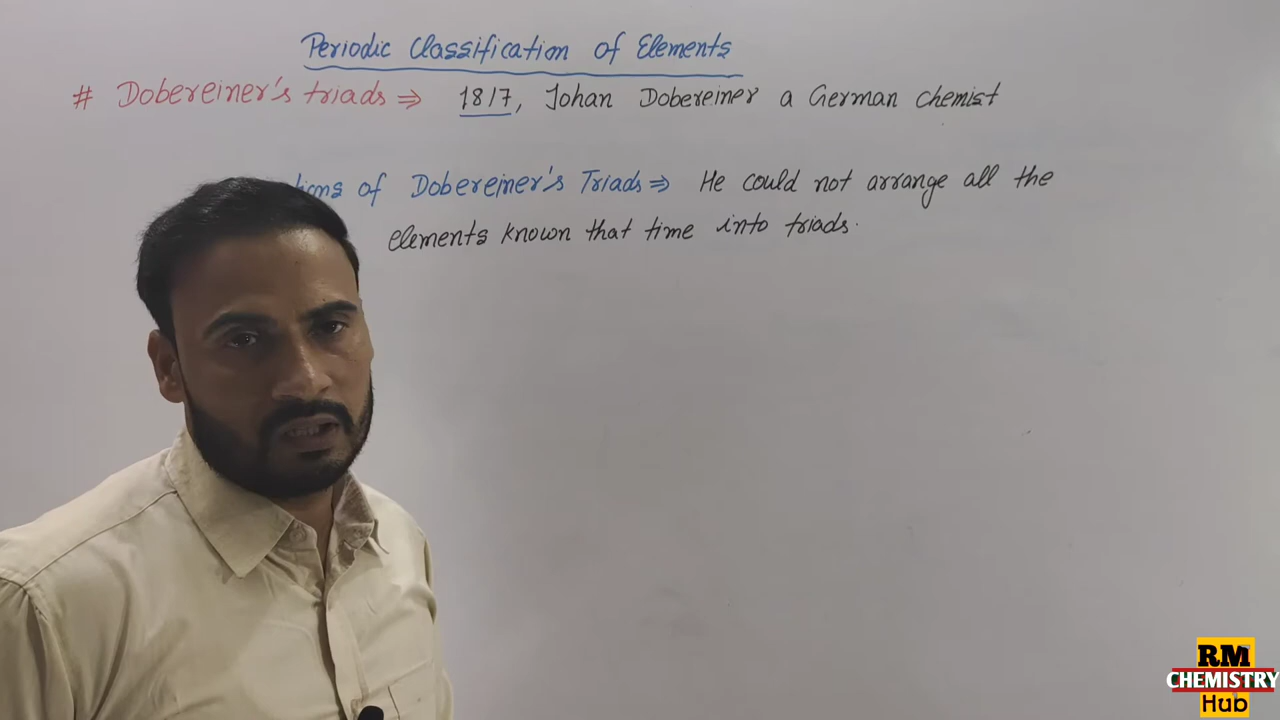 Periodic Classification of Elements
# Dobereiner's triads ⇒ 1817, Johan Dobereiner a German chemist
of Dobereiner's Triads ⇒ He could not arrange all the
elements known that time into triads.
RM
CHEMISTRY
Hub